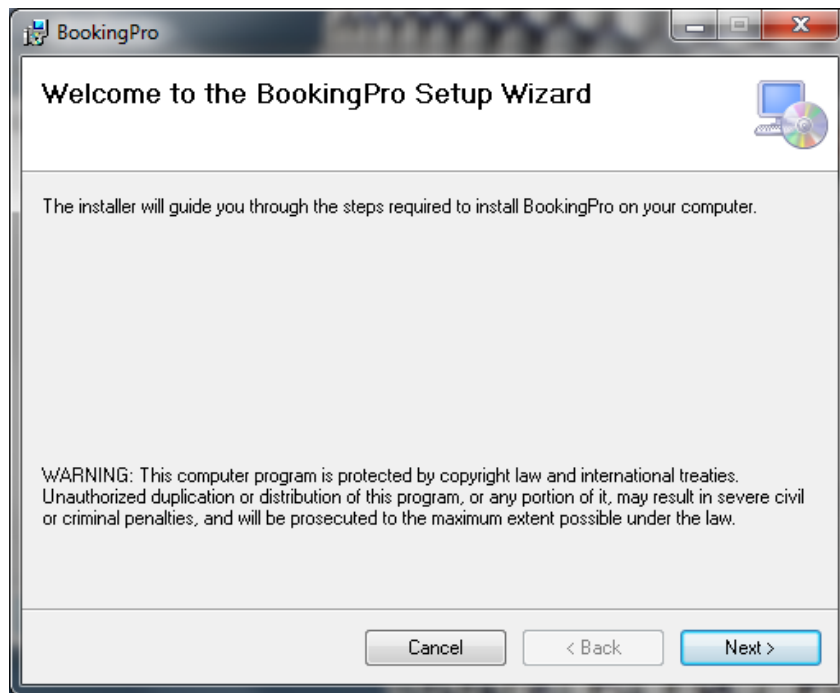 BookingPro
Welcome to the BookingPro Setup Wizard
The installer will guide you through the steps required to install BookingPro on your computer.
WARNING: This computer program is protected by copyright law and international treaties.
Unauthorized duplication or distribution of this program, or any portion of it, may result in severe civil
or criminal penalties, and will be prosecuted to the maximum extent possible under the law.
Cancel
< Back
Next >